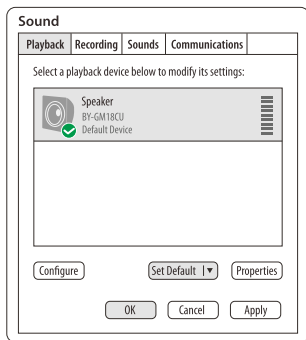 Sound
Playback Recording Sounds Communications
Select a playback device below to modify its settings:
Speaker
BY-GM18CU
Default Device
Configure Set Default Properties
OK Cancel Apply